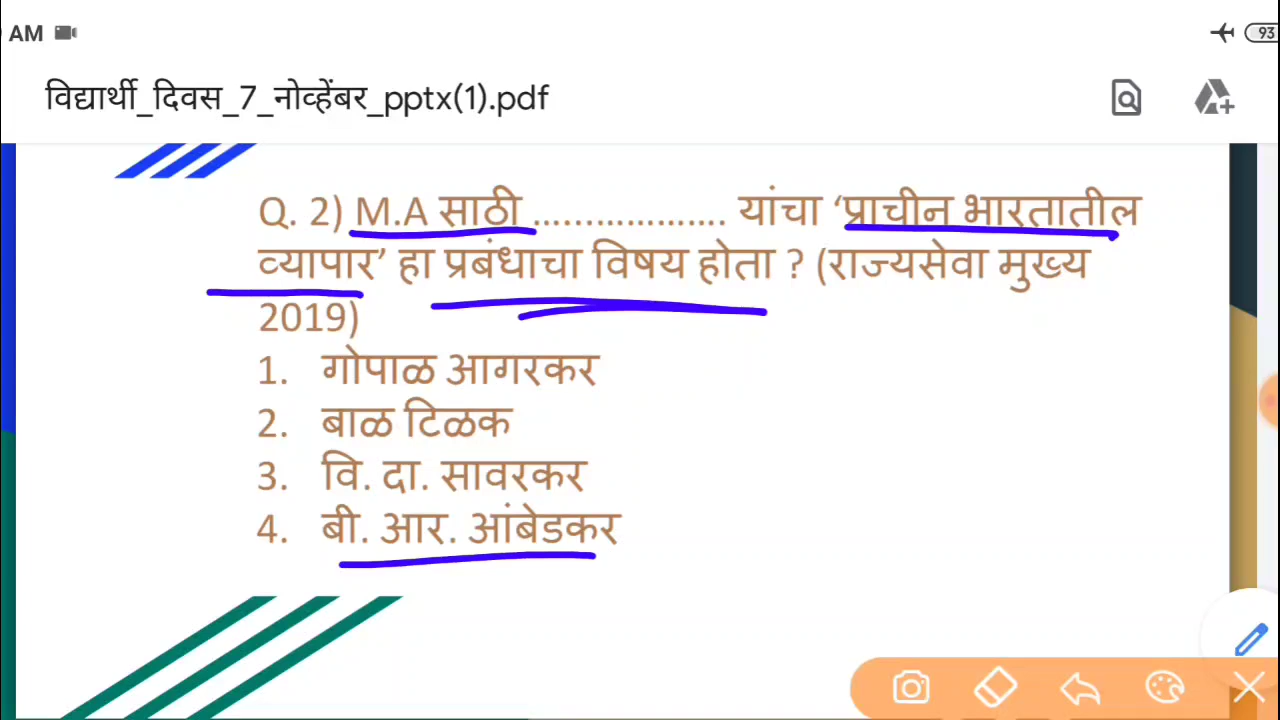 AM
93
विद्यार्थी_दिवस_7_नोव्हेंबर_pptx(1).pdf
Q. 2) M.A साठी .................. यांचा ‘प्राचीन भारतातील
व्यापार’ हा प्रबंधाचा विषय होता ? (राज्यसेवा मुख्य
2019)
1. गोपाळ आगरकर
2. बाळ टिळक
3. वि. दा. सावरकर
4. बी. आर. आंबेडकर